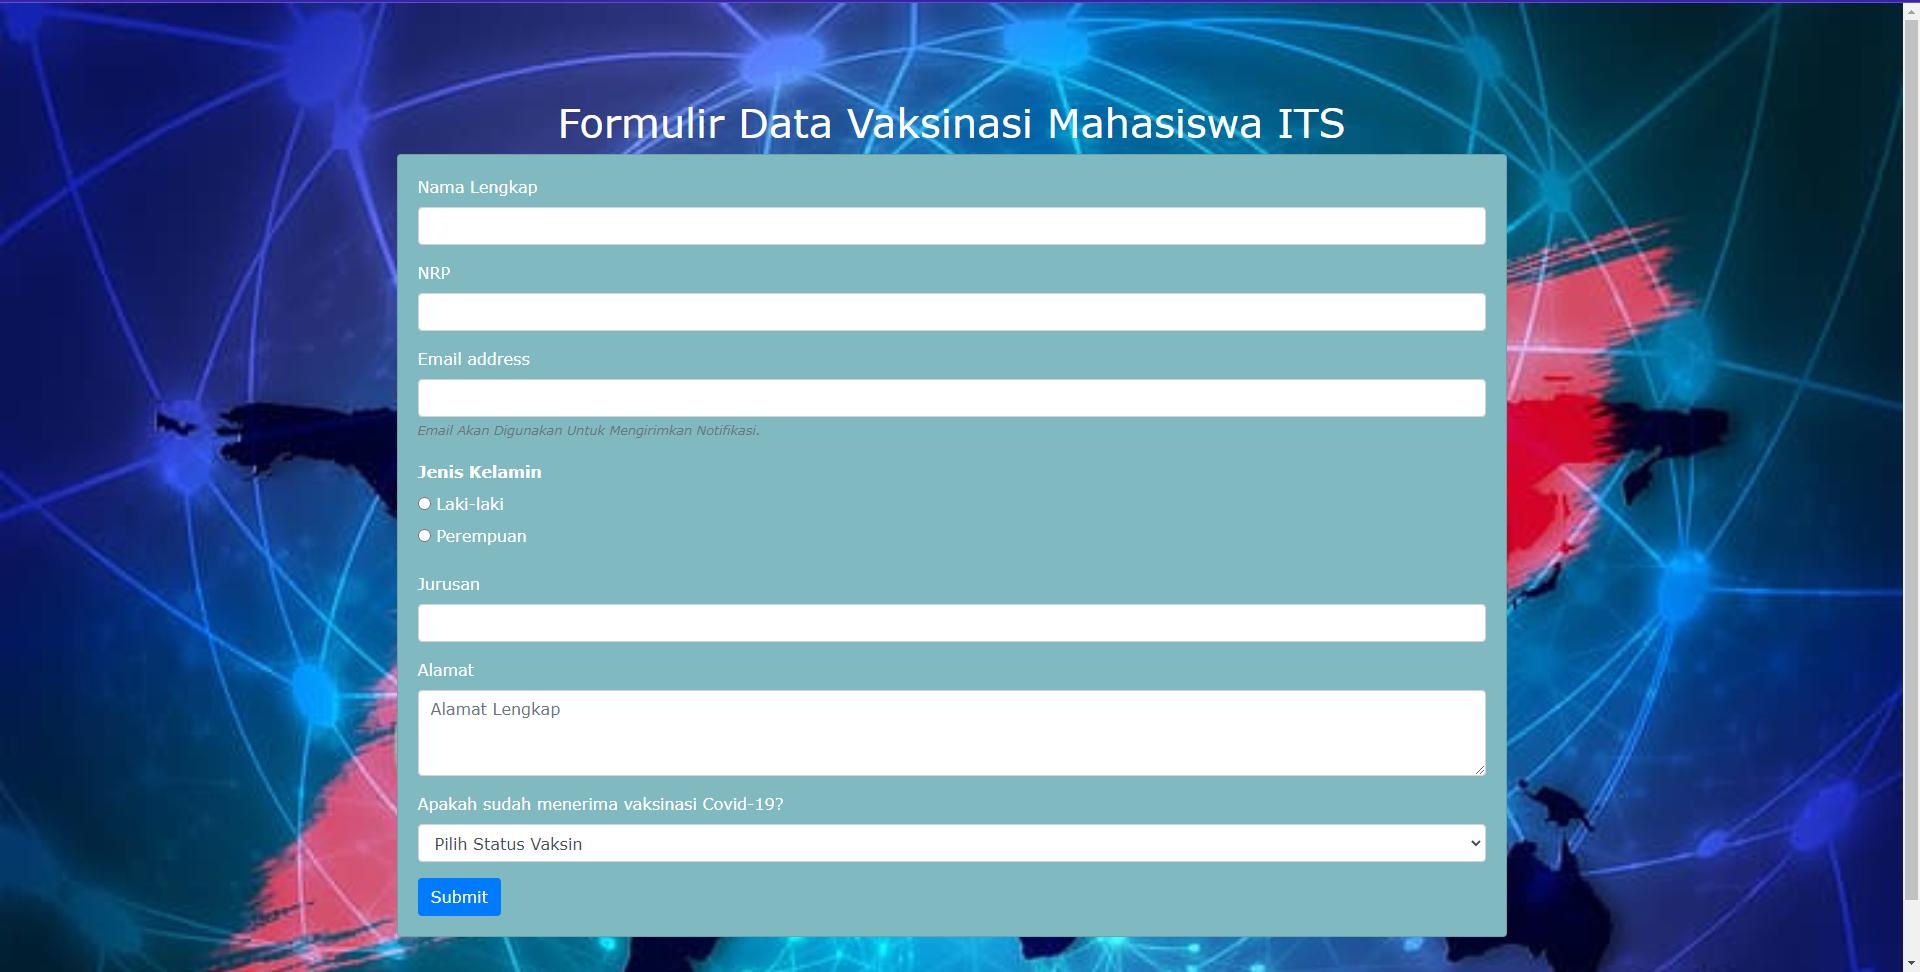 Formulir Data Vaksinasi Mahasiswa ITS
Nama Lengkap
NRP
Email address
Email Akan Digunakan Untuk Mengirimkan Notifikasi.
Jenis Kelamin
Laki-laki
Perempuan
Jurusan
Alamat
Alamat Lengkap
Apakah sudah menerima vaksinasi Covid-19?
Pilih Status Vaksin
Submit